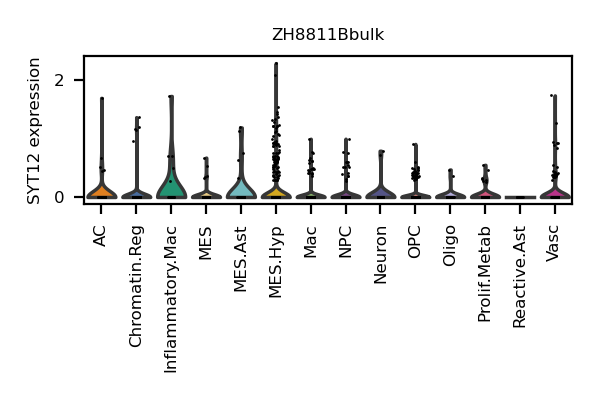 ZH8811Bbulk
SYT12 expression
2
0
AC
Chromatin.Reg
Inflammatory.Mac
MES
MES.Ast
MES.Hyp
Mac
NPC
Neuron
OPC
Oligo
Prolif.Metab
Reactive.Ast
Vasc